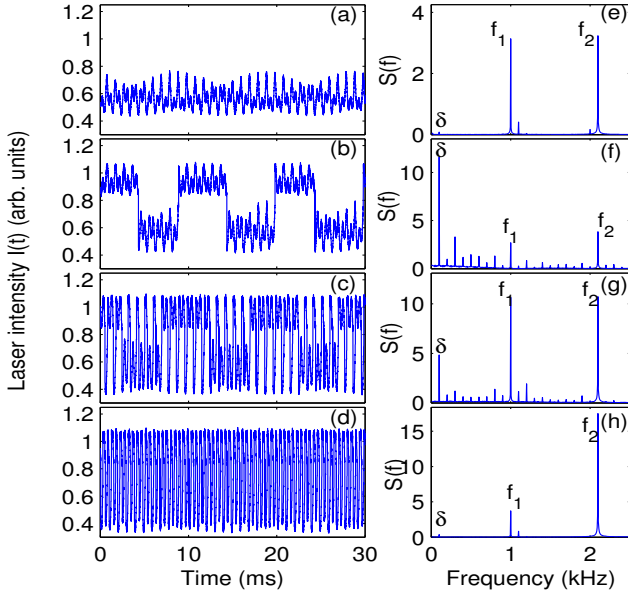 Laser intensity I(t) (arb. units)
(a)
1.2
1
0.8
0.6
0.4
(b)
1.2
1
0.8
0.6
0.4
(c)
1.2
1
0.8
0.6
0.4
(d)
1.2
1
0.8
0.6
0.4
0 10 20 30
Time (ms)
(e)
S(f)
4
2
0
δ
f1
f2
(f)
S(f)
10
5
0
δ
f1
f2
(g)
S(f)
10
5
0
δ
f1
f2
(h)
S(f)
15
10
5
0
δ
f1
f2
0 1 2
Frequency (kHz)